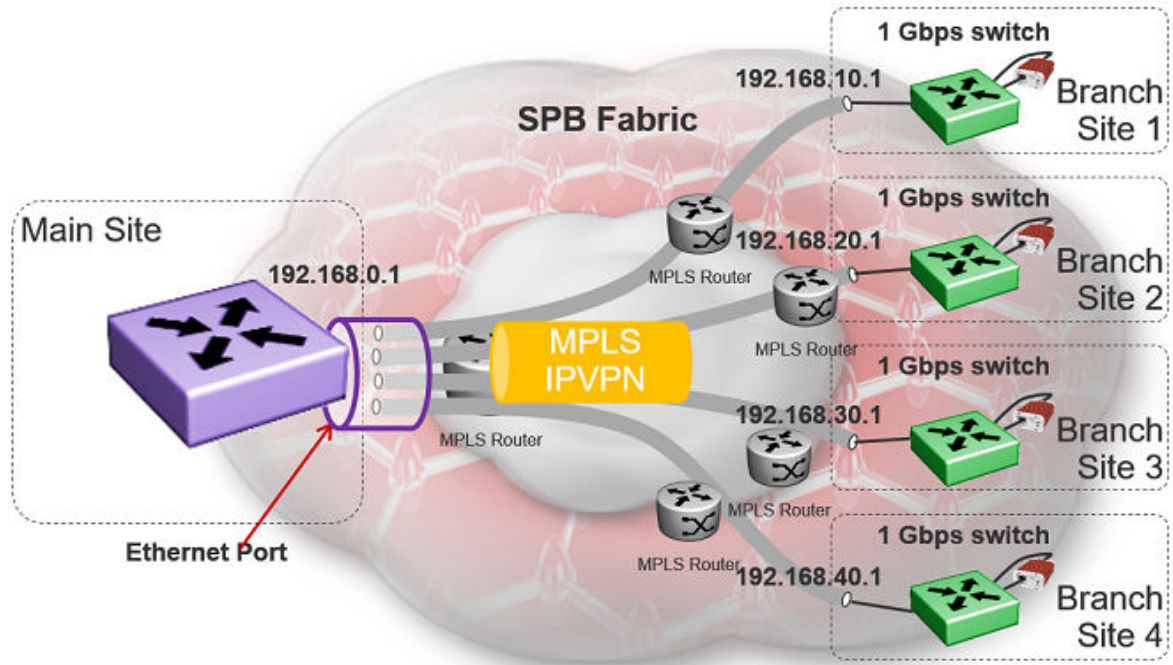 1 Gbps switch
192.168.10.1
Branch
Site 1
SPB Fabric
1 Gbps switch
Main Site
192.168.20.1
Branch
Site 2
192.168.0.1
MPLS Router
MPLS
IPVPN
MPLS Router
1 Gbps switch
192.168.30.1
MPLS Router
Branch
Site 3
MPLS Router
1 Gbps switch
Ethernet Port
MPLS Router
192.168.40.1
Branch
Site 4